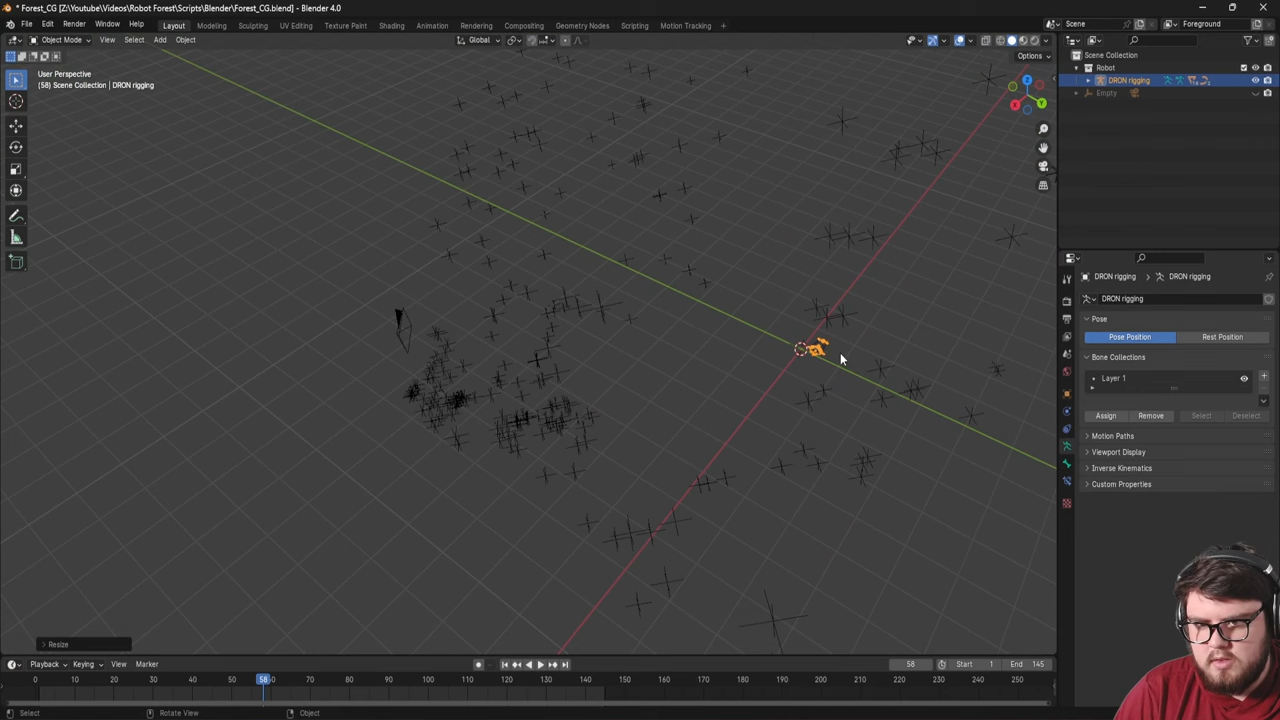 * Forest_CG [Z:\Youtube\Videos\Robot Forest\Scripts\Blender\Forest_CG.blend] - Blender 4.0
File Edit Render Window Help Layout Modeling Sculpting UV Editing Texture Paint Shading Animation Rendering Compositing Geometry Nodes Scripting Motion Tracking Scene Foreground
Object Mode View Select Add Object Global
Options
User Perspective
(58) Scene Collection | DRON rigging
X
Y
Z
Scene Collection
Robot
DRON rigging
Empty
DRON rigging DRON rigging
DRON rigging
Pose
Pose Position Rest Position
Bone Collections
Layer 1
Assign Remove Select Deselect
Motion Paths
Viewport Display
Inverse Kinematics
Custom Properties
Resize
Playback Keying View Marker 58 Start 1 End 145
0 10 20 30 40 50 58 60 70 80 90 100 110 120 130 140 150 160 170 180 190 200 210 220 230 240 250
Select Rotate View Object